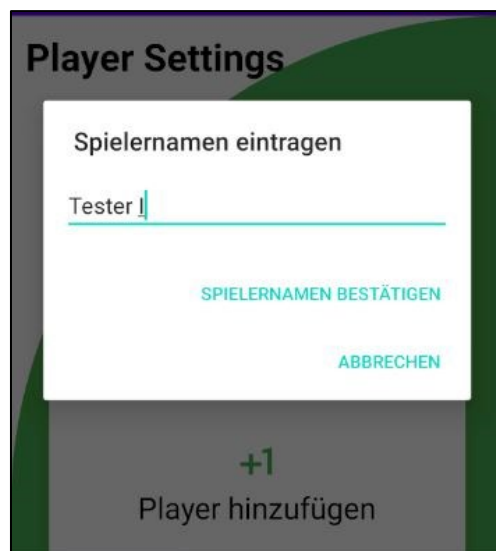 Player Settings
Spielernamen eintragen
Tester I
SPIELERNAMEN BESTÄTIGEN
ABBRECHEN
+1
Player hinzufügen